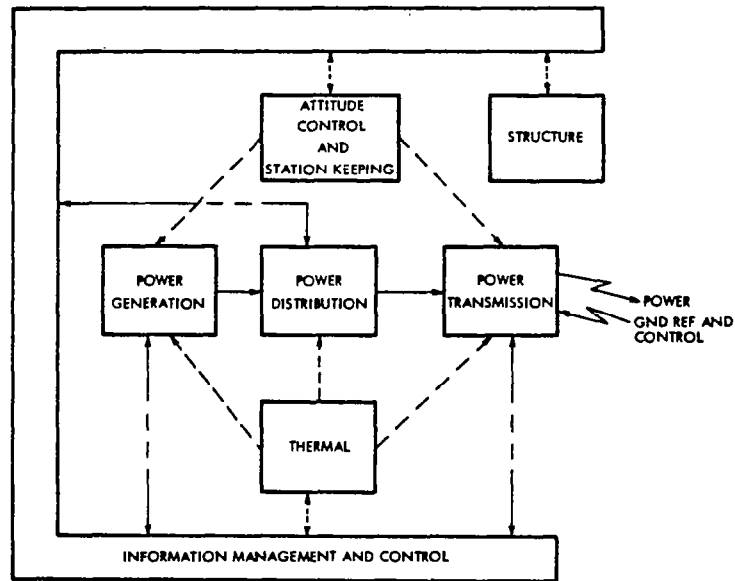 ATTITUDE
CONTROL
AND
STATION KEEPING
STRUCTURE
POWER
GENERATION
POWER
DISTRIBUTION
POWER
TRANSMISSION
POWER
GND REF AND
CONTROL
THERMAL
INFORMATION MANAGEMENT AND CONTROL